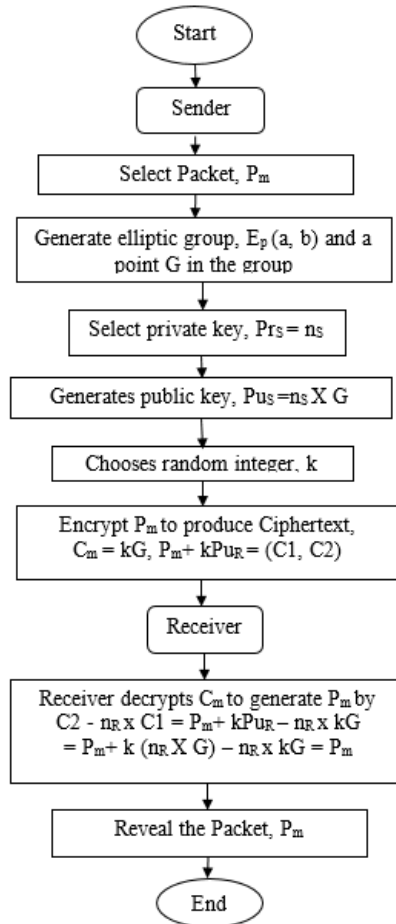 Start
Sender
Select Packet, Pₘ
Generate elliptic group, Eₚ (a, b) and a
point G in the group
Select private key, Prₛ = nₛ
Generates public key, Puₛ =nₛ X G
Chooses random integer, k
Encrypt Pₘ to produce Ciphertext,
Cₘ = kG, Pₘ+ kPuR = (C1, C2)
Receiver
Receiver decrypts Cₘ to generate Pₘ by
C2 - nR x C1 = Pₘ+ kPuR – nR x kG
= Pₘ+ k (nR X G) – nR x kG = Pₘ
Reveal the Packet, Pₘ
End